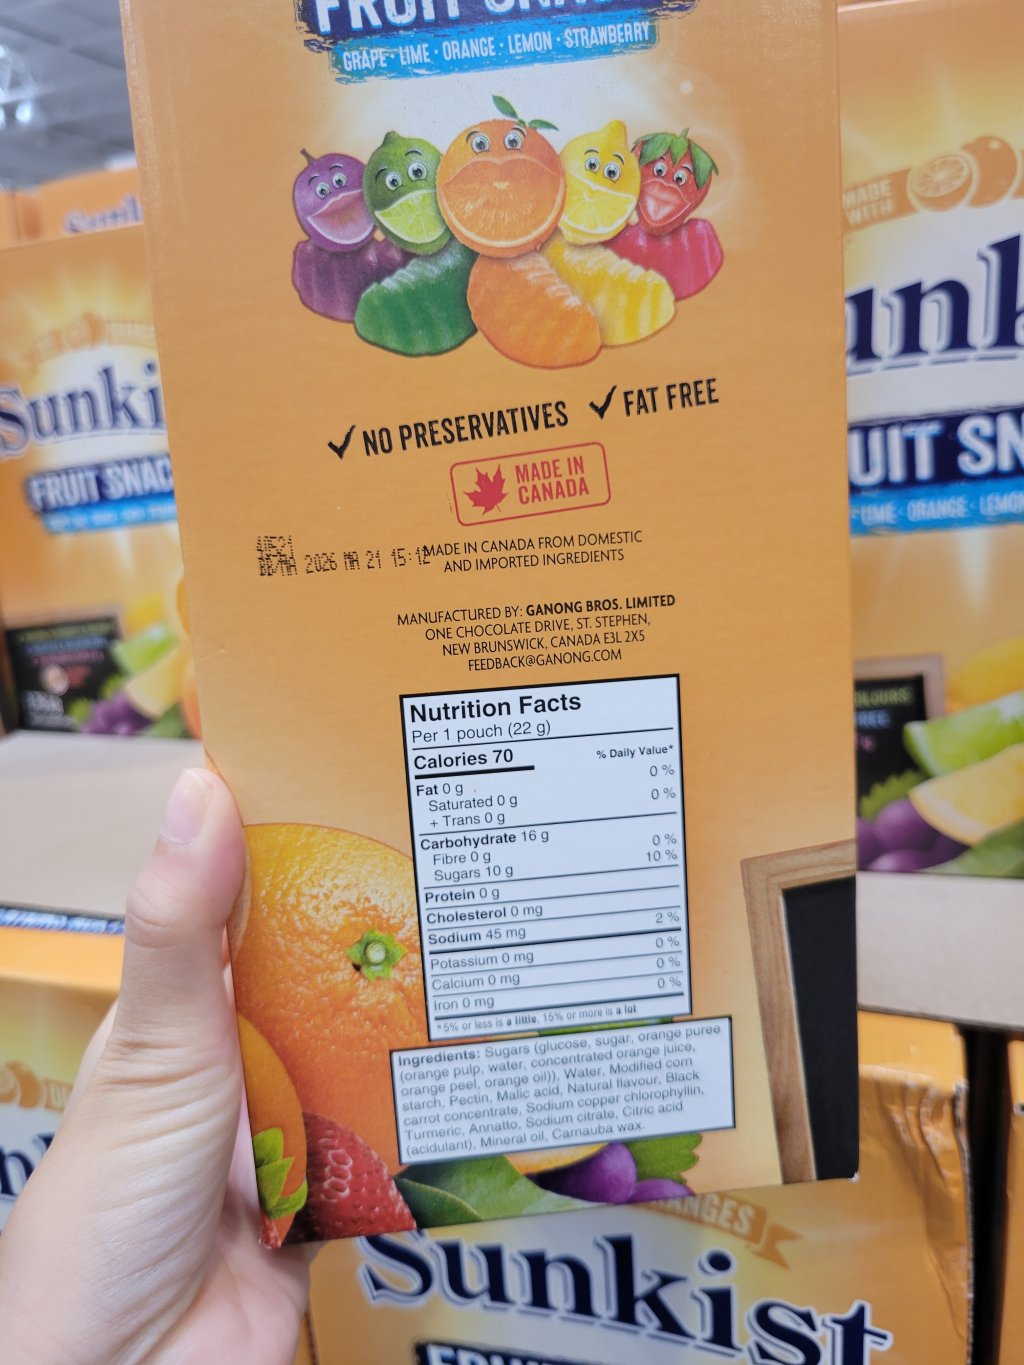 FRUIT
GRAPE · LIME · ORANGE · LEMON · STRAWBERRY
✓ NO PRESERVATIVES ✓ FAT FREE
MADE IN
CANADA
2026 MA 21 15:12
MADE IN CANADA FROM DOMESTIC
AND IMPORTED INGREDIENTS
MANUFACTURED BY: GANONG BROS. LIMITED
ONE CHOCOLATE DRIVE, ST. STEPHEN,
NEW BRUNSWICK, CANADA E3L 2X5
FEEDBACK@GANONG.COM
Nutrition Facts
Per 1 pouch (22 g)
Calories 70
% Daily Value*
Fat 0 g 0 %
Saturated 0 g 0 %
+ Trans 0 g
Carbohydrate 16 g
Fibre 0 g 0 %
Sugars 10 g 10 %
Protein 0 g
Cholesterol 0 mg
Sodium 45 mg 2 %
Potassium 0 mg 0 %
Calcium 0 mg 0 %
Iron 0 mg 0 %
*5% or less is a little, 15% or more is a lot
Ingredients: Sugars (glucose, sugar, orange puree
(orange pulp, water, concentrated orange juice,
orange peel, orange oil)), Water, Modified corn
starch, Pectin, Malic acid, Natural flavour, Black
carrot concentrate, Sodium copper chlorophyllin,
Turmeric, Annatto, Sodium citrate, Citric acid
(acidulant), Mineral oil, Carnauba wax.
Sunki
FRUIT SNAC
MADE
WITH
unk
UIT SN
LIME · ORANGE · LEMON
Sunkist